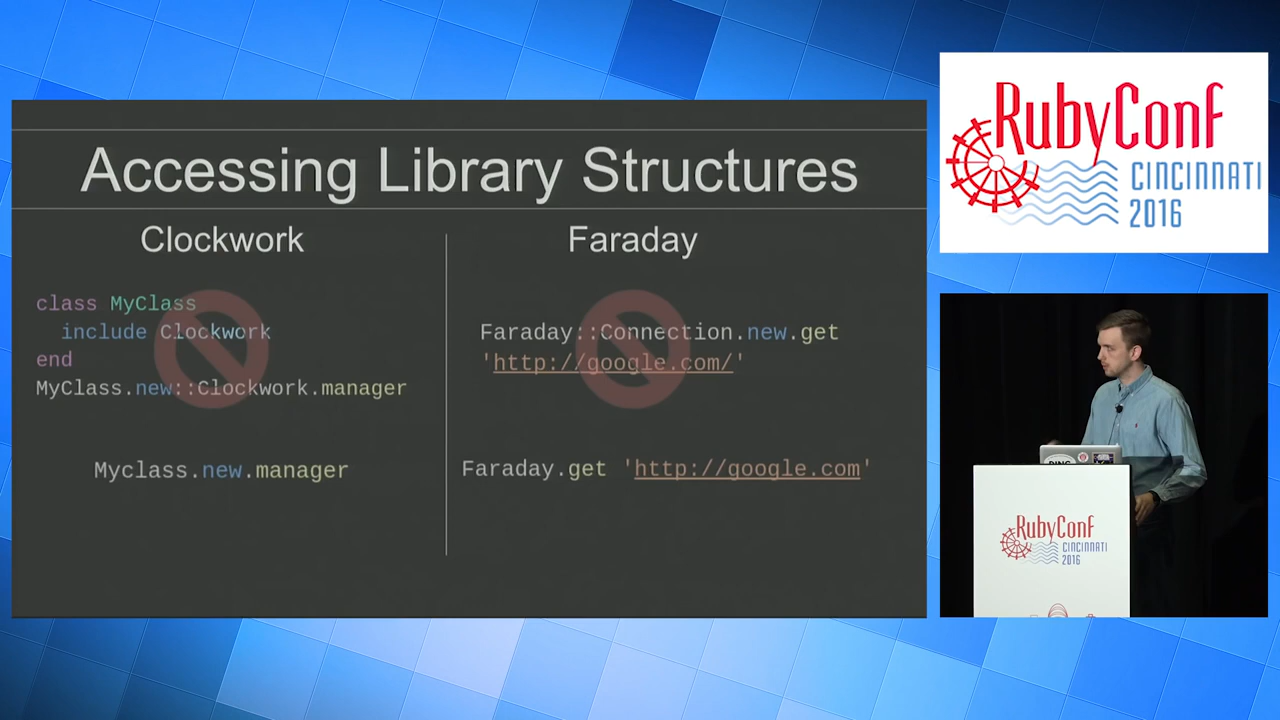 Accessing Library Structures
Clockwork
class MyClass
include Clockwork
end
MyClass.new::Clockwork.manager
Myclass.new.manager
Faraday
Faraday::Connection.new.get
'http://google.com/'
Faraday.get 'http://google.com'
RubyConf
CINCINNATI
2016
RubyConf
CINCINNATI
2016